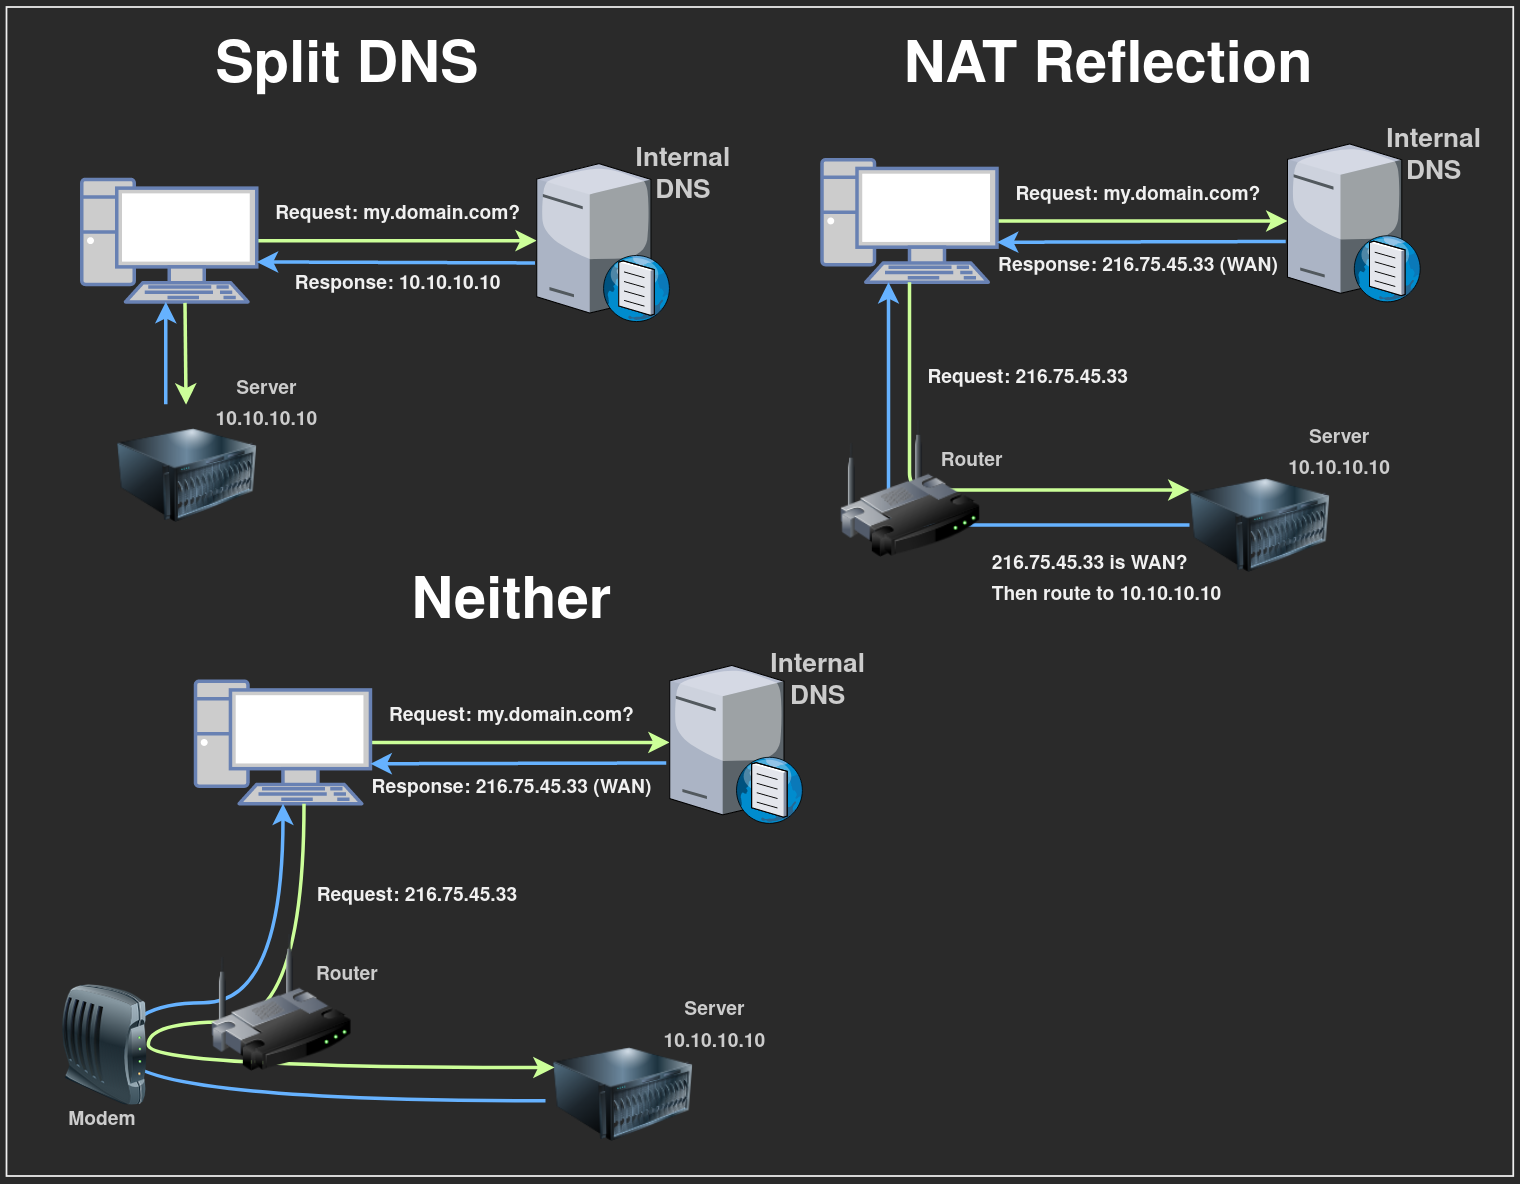 Split DNS
Internal
DNS
Request: my.domain.com?
Response: 10.10.10.10
Server
10.10.10.10
NAT Reflection
Internal
DNS
Request: my.domain.com?
Response: 216.75.45.33 (WAN)
Request: 216.75.45.33
Router
Server
10.10.10.10
216.75.45.33 is WAN?
Then route to 10.10.10.10
Neither
Internal
DNS
Request: my.domain.com?
Response: 216.75.45.33 (WAN)
Request: 216.75.45.33
Router
Server
10.10.10.10
Modem